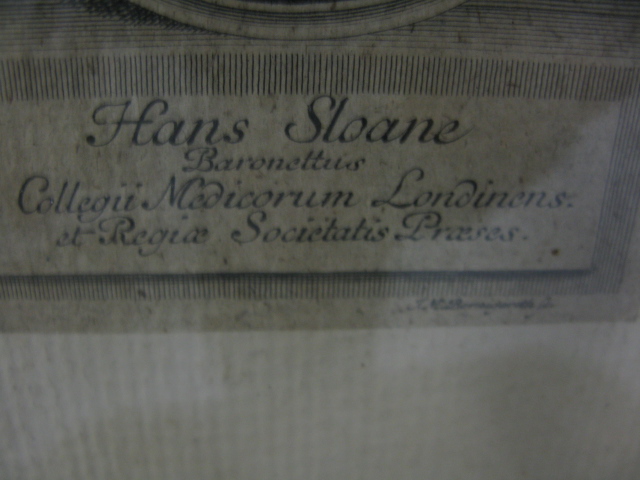 Hans Sloane
Baronettus
Collegii Medicorum Londinens.
et Regiæ Societatis Præses.